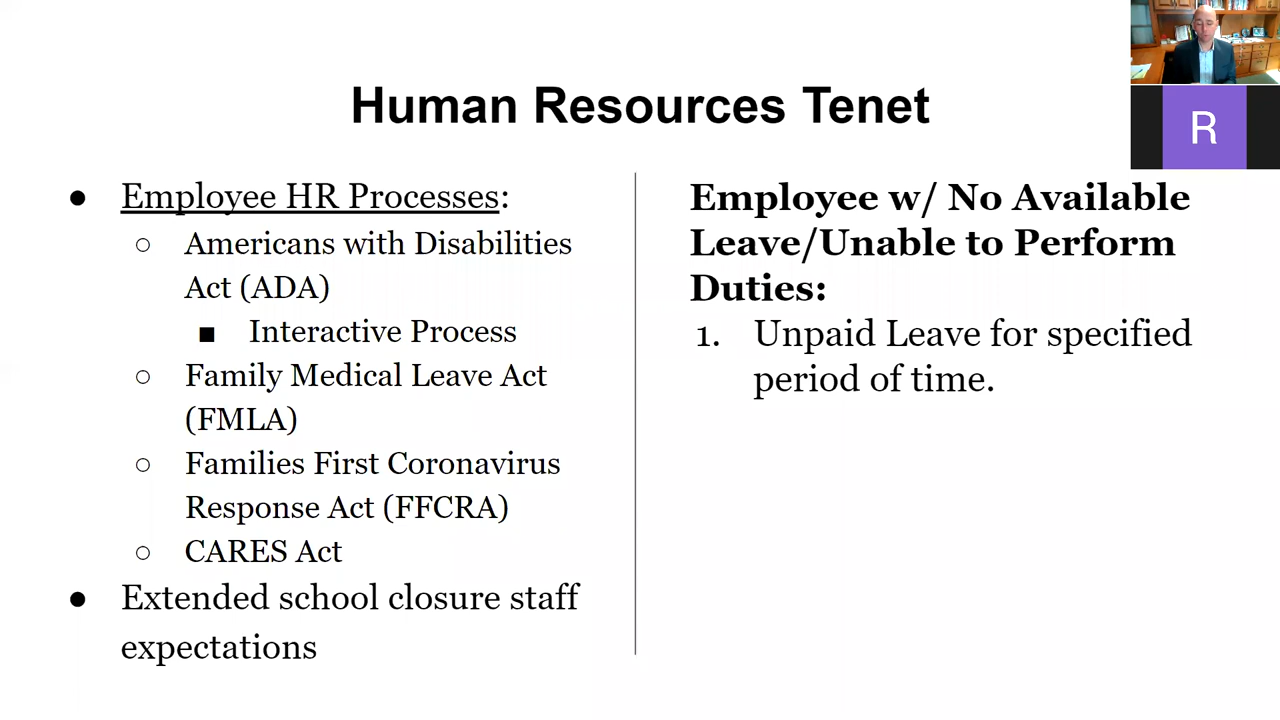 Human Resources Tenet
● Employee HR Processes:
○ Americans with Disabilities
Act (ADA)
■ Interactive Process
○ Family Medical Leave Act
(FMLA)
○ Families First Coronavirus
Response Act (FFCRA)
○ CARES Act
● Extended school closure staff
expectations
Employee w/ No Available
Leave/Unable to Perform
Duties:
1. Unpaid Leave for specified
period of time.
R